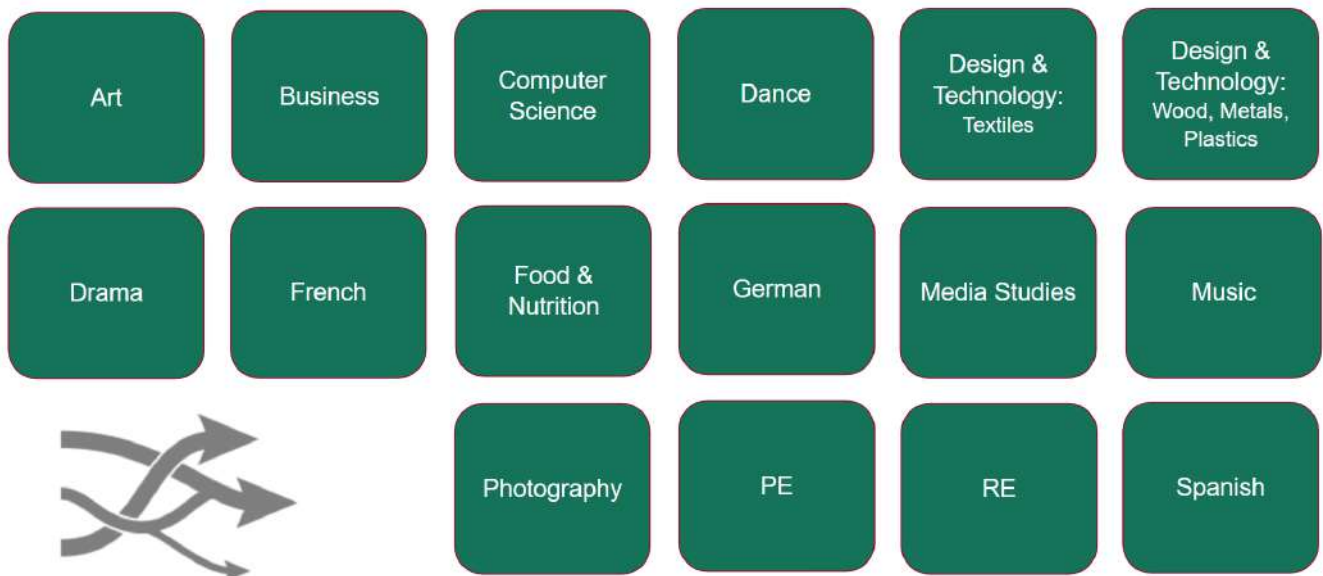 Art
Business
Computer
Science
Dance
Design &
Technology:
Textiles
Design &
Technology:
Wood, Metals,
Plastics
Drama
French
Food &
Nutrition
German
Media Studies
Music
Photography
PE
RE
Spanish